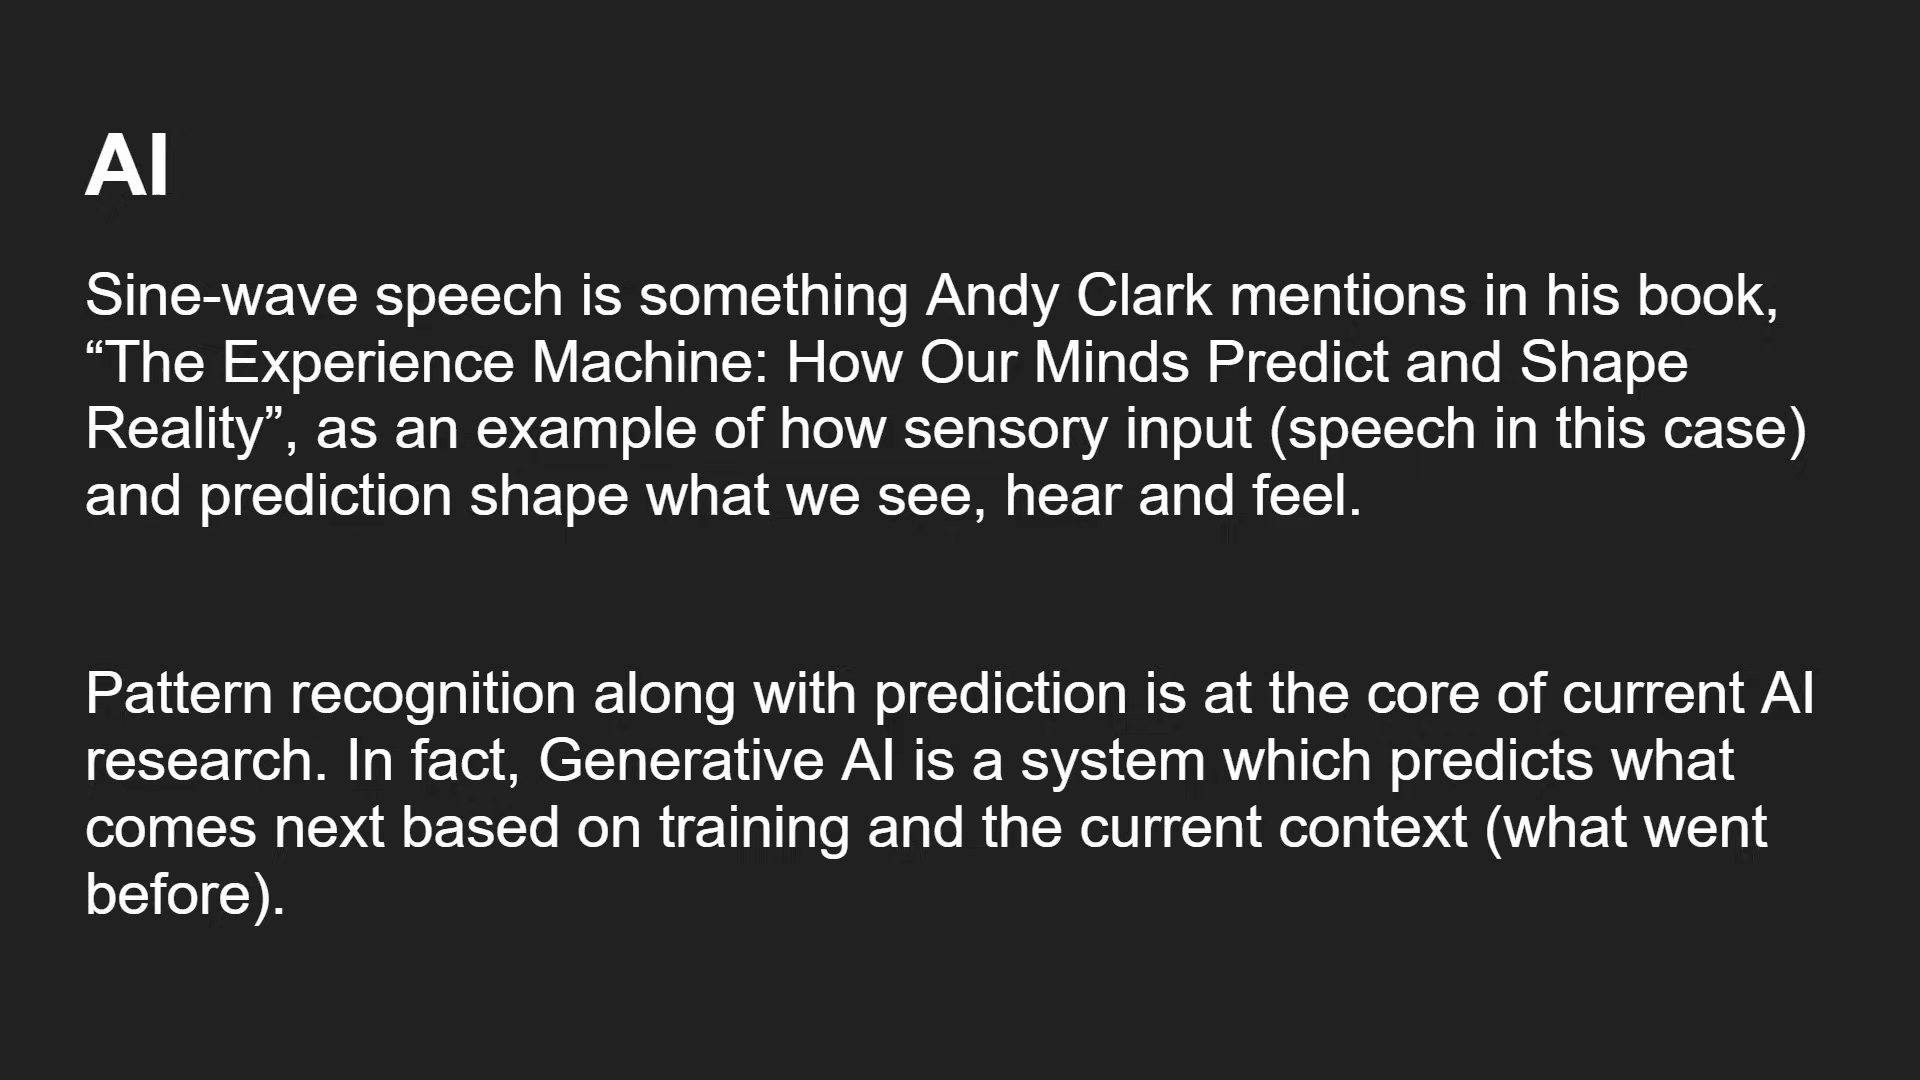 AI
Sine-wave speech is something Andy Clark mentions in his book,
“The Experience Machine: How Our Minds Predict and Shape
Reality”, as an example of how sensory input (speech in this case)
and prediction shape what we see, hear and feel.
Pattern recognition along with prediction is at the core of current AI
research. In fact, Generative AI is a system which predicts what
comes next based on training and the current context (what went
before).